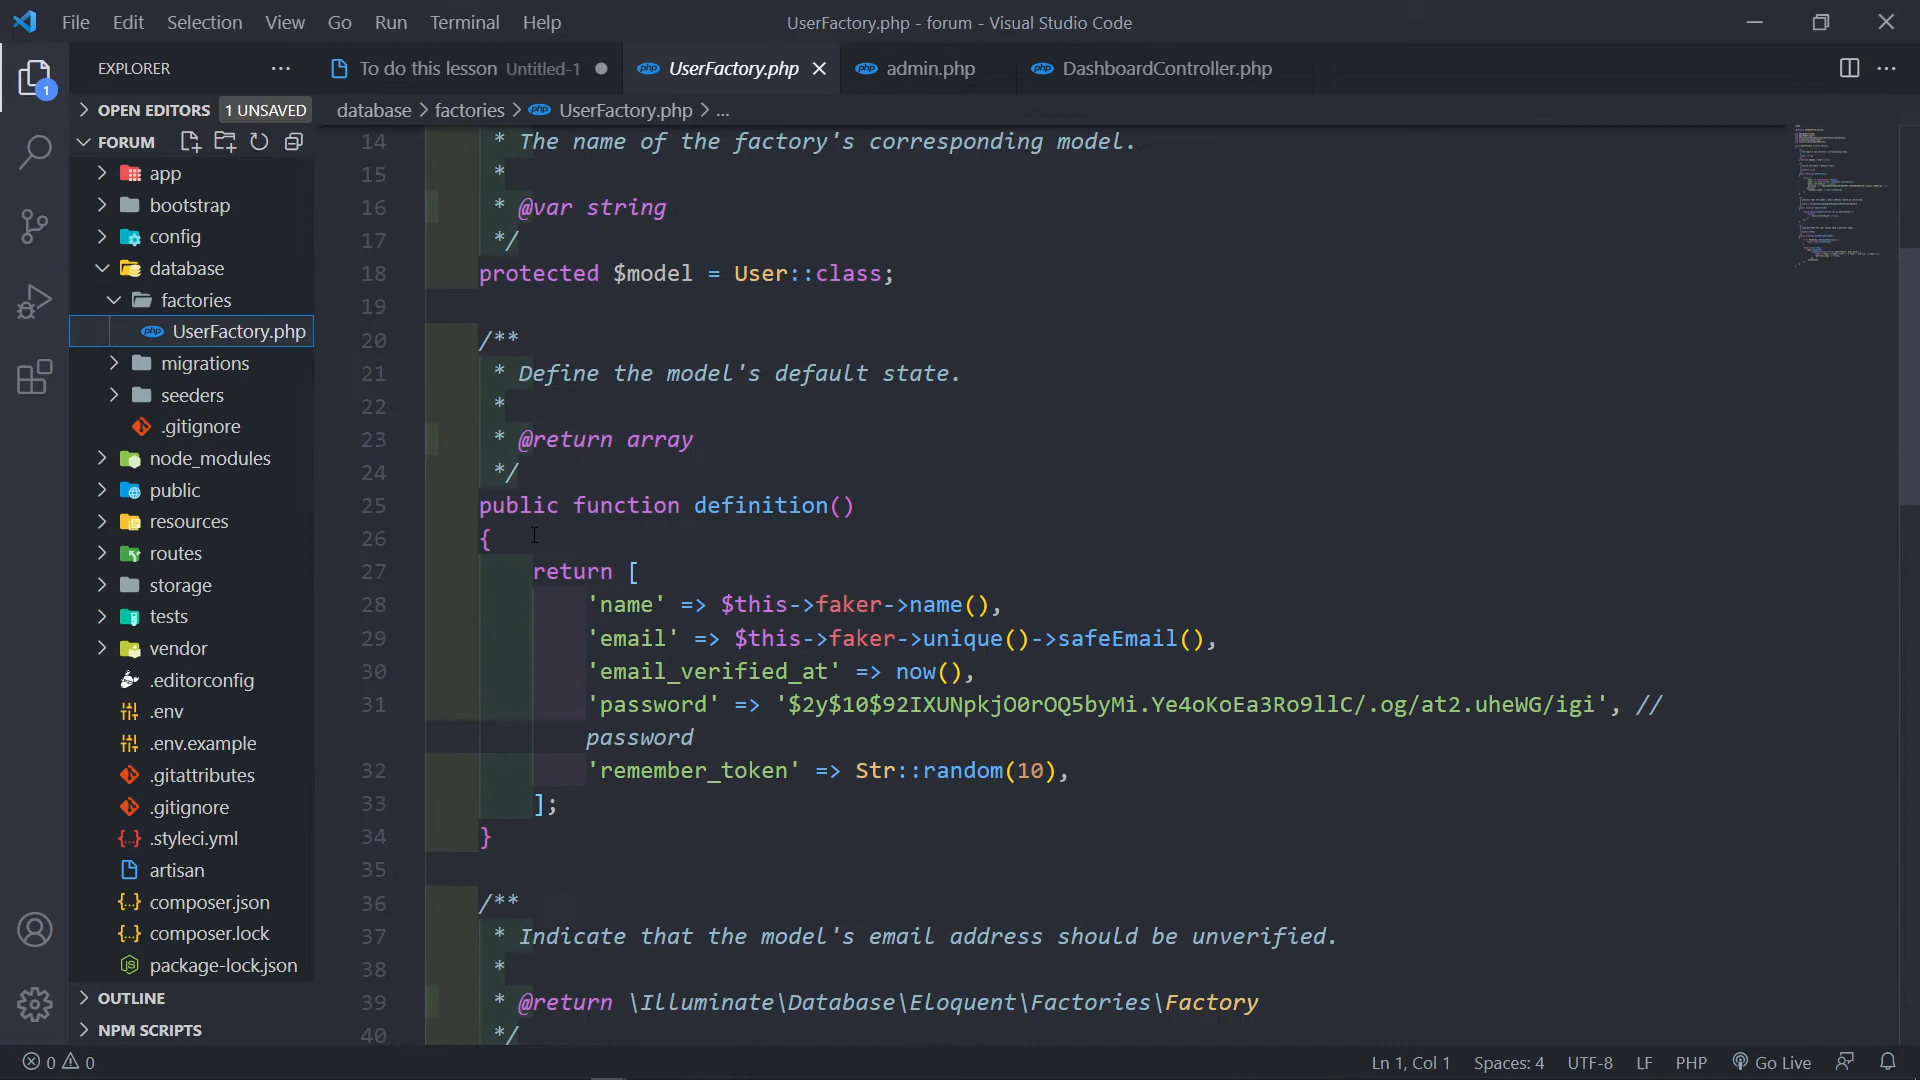 File Edit Selection View Go Run Terminal Help
UserFactory.php - forum - Visual Studio Code
EXPLORER
To do this lesson Untitled-1
UserFactory.php
admin.php
DashboardController.php
1
OPEN EDITORS 1 UNSAVED
database > factories > UserFactory.php > ...
FORUM
app
bootstrap
config
database
factories
UserFactory.php
migrations
seeders
.gitignore
node_modules
public
resources
routes
storage
tests
vendor
.editorconfig
.env
.env.example
.gitattributes
.gitignore
.styleci.yml
artisan
composer.json
composer.lock
package-lock.json
OUTLINE
NPM SCRIPTS
14 * The name of the factory's corresponding model.
15 *
16 * @var string
17 */
18 protected $model = User::class;
19
20 /**
21 * Define the model's default state.
22 *
23 * @return array
24 */
25 public function definition()
26 {
27 return [
28 'name' => $this->faker->name(),
29 'email' => $this->faker->unique()->safeEmail(),
30 'email_verified_at' => now(),
31 'password' => '$2y$10$92IXUNpkjO0rOQ5byMi.Ye4oKoEa3Ro9llC/.og/at2.uheWG/igi', //
password
32 'remember_token' => Str::random(10),
33 ];
34 }
35
36 /**
37 * Indicate that the model's email address should be unverified.
38 *
39 * @return \Illuminate\Database\Eloquent\Factories\Factory
40 */
0 0
Ln 1, Col 1 Spaces: 4 UTF-8 LF PHP Go Live